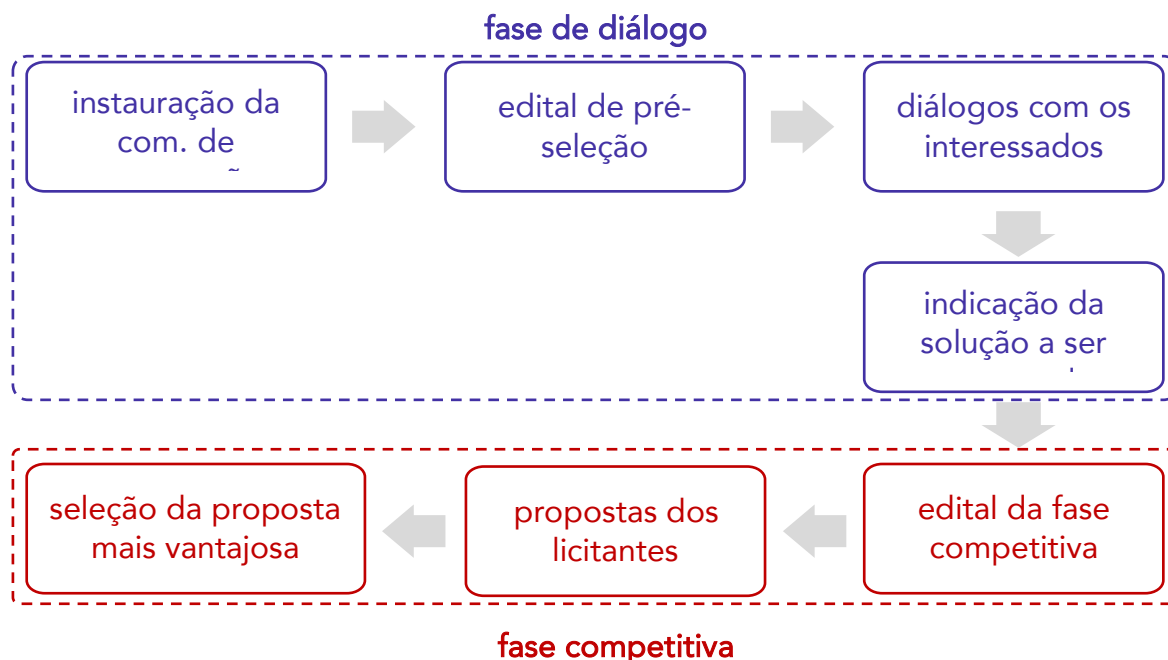 fase de diálogo
instauração da
com. de
edital de pré-
seleção
diálogos com os
interessados
indicação da
solução a ser
edital da fase
competitiva
propostas dos
licitantes
seleção da proposta
mais vantajosa
fase competitiva